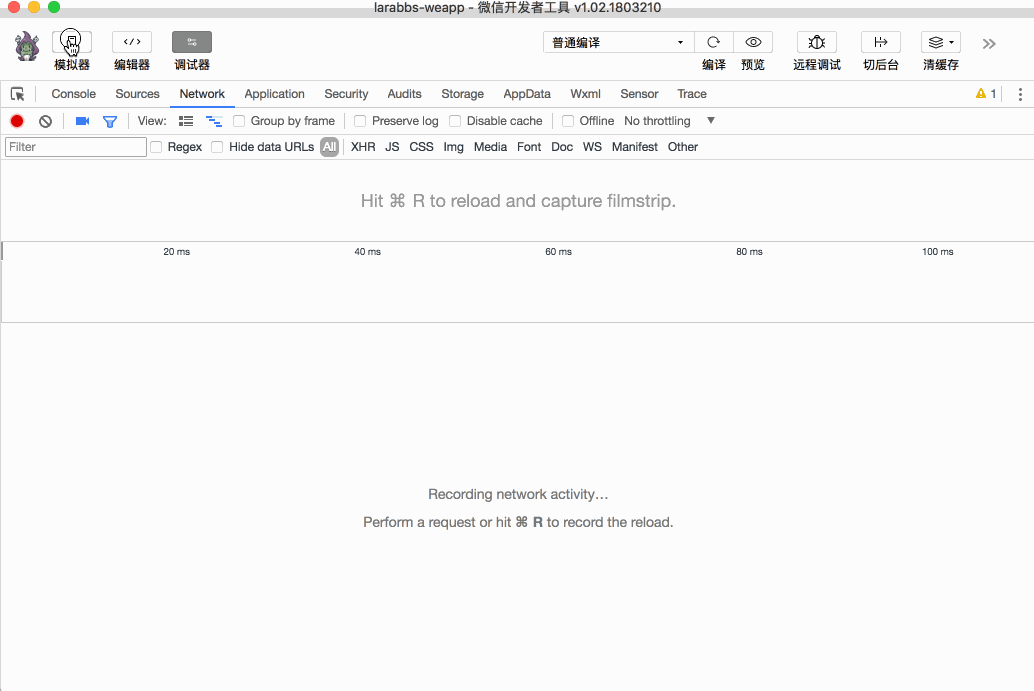 larabbs-weapp - 微信开发者工具 v1.02.1803210
普通编译
模拟器 编辑器 调试器 编译 预览 远程调试 切后台 清缓存
Console Sources Network Application Security Audits Storage AppData Wxml Sensor Trace 1
View: Group by frame Preserve log Disable cache Offline No throttling
Filter Regex Hide data URLs All XHR JS CSS Img Media Font Doc WS Manifest Other
Hit ⌘ R to reload and capture filmstrip.
20 ms 40 ms 60 ms 80 ms 100 ms
Recording network activity…
Perform a request or hit ⌘ R to record the reload.